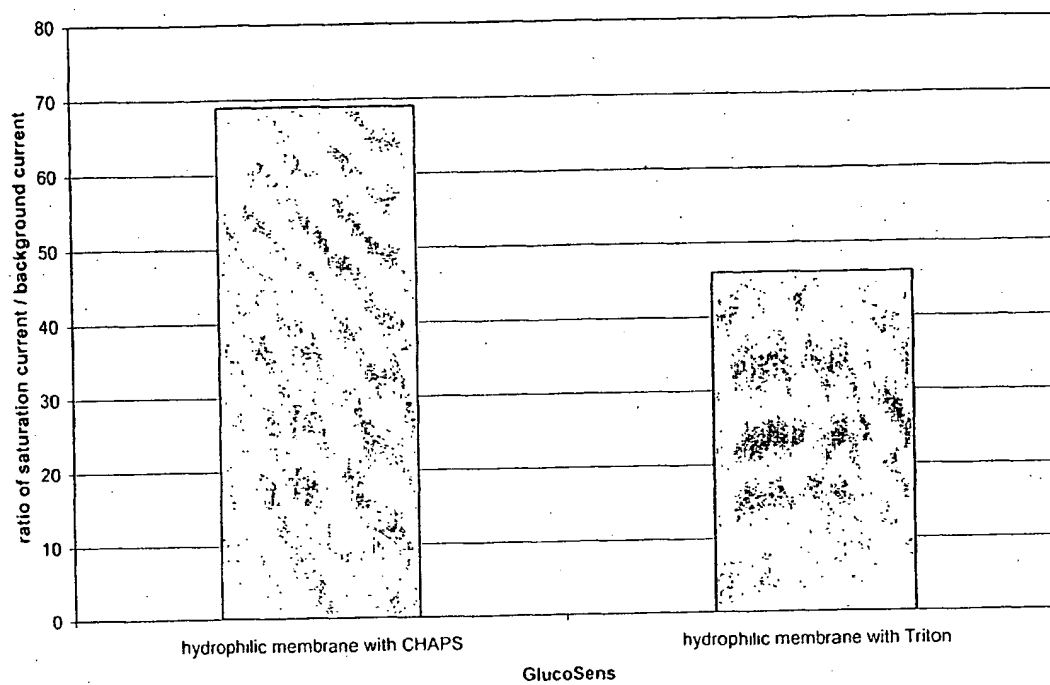 80
70
60
50
40
30
20
10
0
ratio of saturation current / background current
hydrophilic membrane with CHAPS
hydrophilic membrane with Triton
GlucoSens